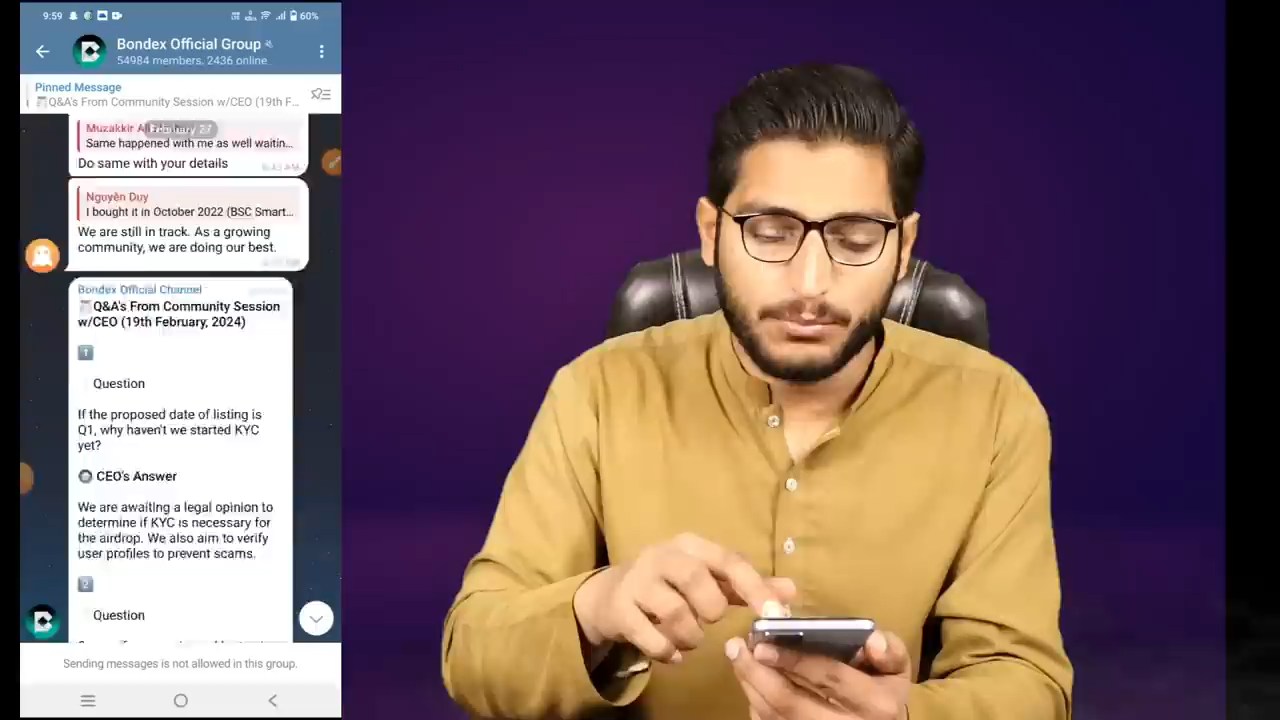 9:59
60%
Bondex Official Group
54984 members, 2436 online
Pinned Message
Q&A's From Community Session w/CEO (19th F...
February 27
Muzakkir
Same happened with me as well waitin...
Do same with your details
Nguyễn Duy
I bought it in October 2022 (BSC Smart...
We are still in track. As a growing
community, we are doing our best.
Bondex Official Channel
Q&A's From Community Session
w/CEO (19th February, 2024)
1
Question
If the proposed date of listing is
Q1, why haven't we started KYC
yet?
CEO's Answer
We are awaiting a legal opinion to
determine if KYC is necessary for
the airdrop. We also aim to verify
user profiles to prevent scams.
2
Question
Sending messages is not allowed in this group.